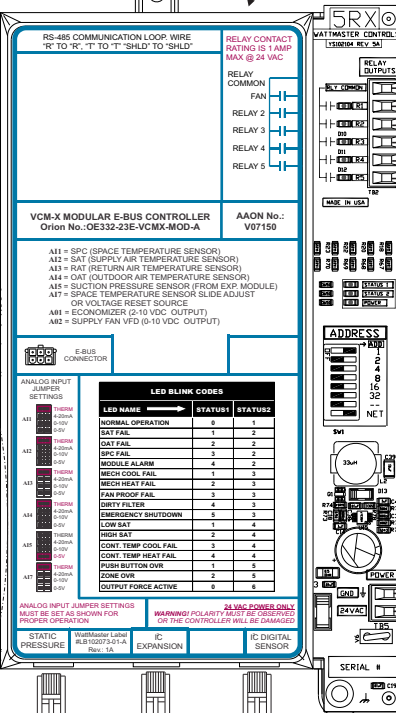 RS-485 COMMUNICATION LOOP. WIRE
"R" TO "R", "T" TO "T" "SHLD" TO "SHLD"
RELAY CONTACT
RATING IS 1 AMP
MAX @ 24 VAC
RELAY
COMMON
FAN
RELAY 2
RELAY 3
RELAY 4
RELAY 5
VCM-X MODULAR E-BUS CONTROLLER
Orion No.:OE332-23E-VCMX-MOD-A
AAON No.:
V07150
AI1 = SPC (SPACE TEMPERATURE SENSOR)
AI2 = SAT (SUPPLY AIR TEMPERATURE SENSOR)
AI3 = RAT (RETURN AIR TEMPERATURE SENSOR)
AI4 = OAT (OUTDOOR AIR TEMPERATURE SENSOR)
AI5 = SUCTION PRESSURE SENSOR (FROM EXP. MODULE)
AI7 = SPACE TEMPERATURE SENSOR SLIDE ADJUST
OR VOLTAGE RESET SOURCE
A01 = ECONOMIZER (2-10 VDC OUTPUT)
A02 = SUPPLY FAN VFD (0-10 VDC OUTPUT)
E-BUS
CONNECTOR
ANALOG INPUT
JUMPER
SETTINGS
AI1
THERM
4-20mA
0-10V
0-5V
AI2
THERM
4-20mA
0-10V
0-5V
AI3
THERM
4-20mA
0-10V
0-5V
AI4
THERM
4-20mA
0-10V
0-5V
AI5
THERM
4-20mA
0-10V
0-5V
AI7
THERM
4-20mA
0-10V
0-5V
LED BLINK CODES
LED NAME STATUS1 STATUS2
NORMAL OPERATION 0 1
SAT FAIL 1 2
OAT FAIL 2 2
SPC FAIL 3 2
MODULE ALARM 4 2
MECH COOL FAIL 1 3
MECH HEAT FAIL 2 3
FAN PROOF FAIL 3 3
DIRTY FILTER 4 3
EMERGENCY SHUTDOWN 5 3
LOW SAT 1 4
HIGH SAT 2 4
CONT. TEMP COOL FAIL 3 4
CONT. TEMP HEAT FAIL 4 4
PUSH BUTTON OVR 1 5
ZONE OVR 2 5
OUTPUT FORCE ACTIVE 0 6
ANALOG INPUT JUMPER SETTINGS
MUST BE SET AS SHOWN FOR
PROPER OPERATION
24 VAC POWER ONLY
WARNING! POLARITY MUST BE OBSERVED
OR THE CONTROLLER WILL BE DAMAGED
STATIC
PRESSURE
WattMaster Label
#LB102073-01-A
Rev.: 1A
I²C
EXPANSION
I²C DIGITAL
SENSOR
5RX
WATTMASTER CONTROL
YS102104 REV 5A
RELAY
OUTPUTS
RLY COMMON
R1
R2
D10
R3
D11
R4
D12
R5
TB2
MADE IN USA
STATUS 1
STATUS 2
POWER
ADDRESS
ADD
OFF
1
2
4
8
16
32
--
NET
SW1
33uH
D13
POWER
GND
24VAC
TB5
SERIAL #